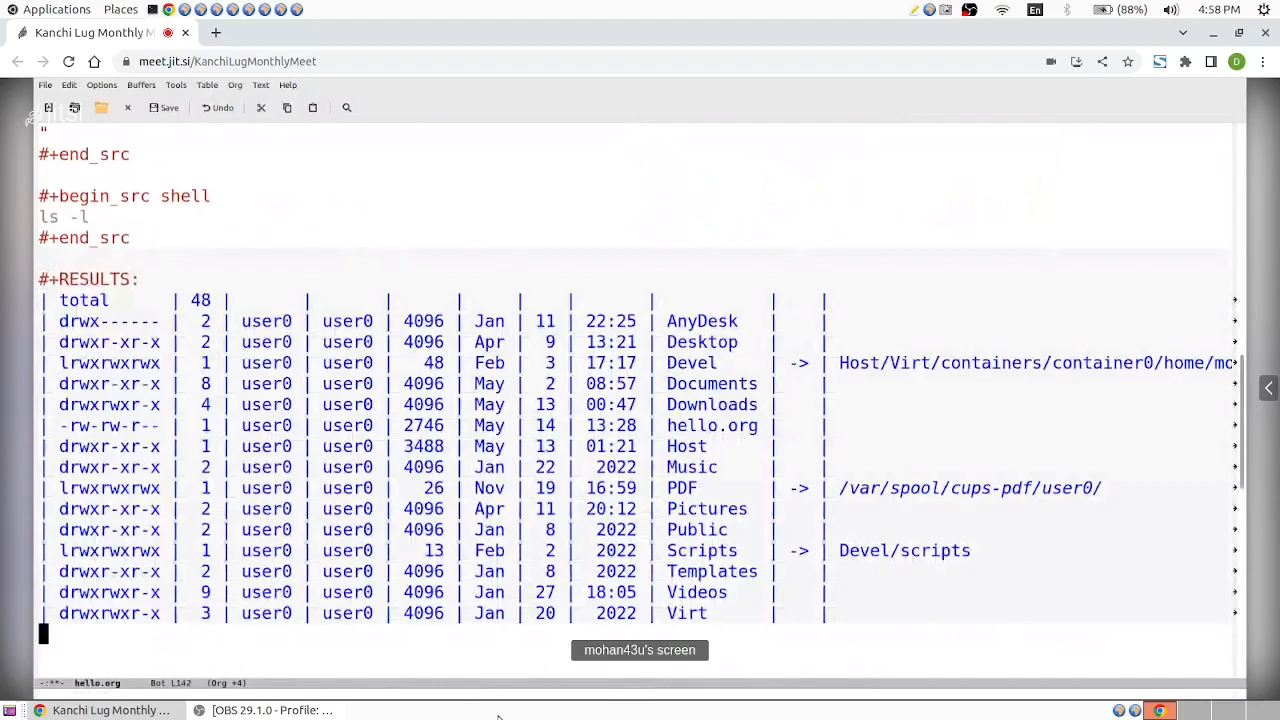 Applications Places En (88%) 4:58 PM
Kanchi Lug Monthly M
meet.jit.si/KanchiLugMonthlyMeet D
File Edit Options Buffers Tools Table Org Text Help
Save Undo
jitsi
"
#+end_src
#+begin_src shell
ls -l
#+end_src
#+RESULTS:
| total | 48 | | | | | | | | | |
| drwx------ | 2 | user0 | user0 | 4096 | Jan | 11 | 22:25 | AnyDesk | | |
| drwxr-xr-x | 2 | user0 | user0 | 4096 | Apr | 9 | 13:21 | Desktop | | |
| lrwxrwxrwx | 1 | user0 | user0 | 48 | Feb | 3 | 17:17 | Devel | -> | Host/Virt/containers/container0/home/mo
| drwxr-xr-x | 8 | user0 | user0 | 4096 | May | 2 | 08:57 | Documents | | |
| drwxr-xr-x | 4 | user0 | user0 | 4096 | May | 13 | 00:47 | Downloads | | |
| -rw-rw-r-- | 1 | user0 | user0 | 2746 | May | 14 | 13:28 | hello.org | | |
| drwxr-xr-x | 1 | user0 | user0 | 3488 | May | 13 | 01:21 | Host | | |
| drwxr-xr-x | 2 | user0 | user0 | 4096 | Jan | 22 | 2022 | Music | | |
| lrwxrwxrwx | 1 | user0 | user0 | 26 | Nov | 19 | 16:59 | PDF | -> | /var/spool/cups-pdf/user0/
| drwxr-xr-x | 2 | user0 | user0 | 4096 | Apr | 11 | 20:12 | Pictures | | |
| drwxr-xr-x | 2 | user0 | user0 | 4096 | Jan | 8 | 2022 | Public | | |
| lrwxrwxrwx | 1 | user0 | user0 | 13 | Feb | 2 | 2022 | Scripts | -> | Devel/scripts
| drwxr-xr-x | 2 | user0 | user0 | 4096 | Jan | 8 | 2022 | Templates | | |
| drwxrwxr-x | 9 | user0 | user0 | 4096 | Jan | 27 | 18:05 | Videos | | |
| drwxrwxr-x | 3 | user0 | user0 | 4096 | Jan | 20 | 2022 | Virt | | |
mohan43u's screen
-:**- hello.org Bot L142 (Org +4)
Kanchi Lug Monthly ... [OBS 29.1.0 - Profile: ...